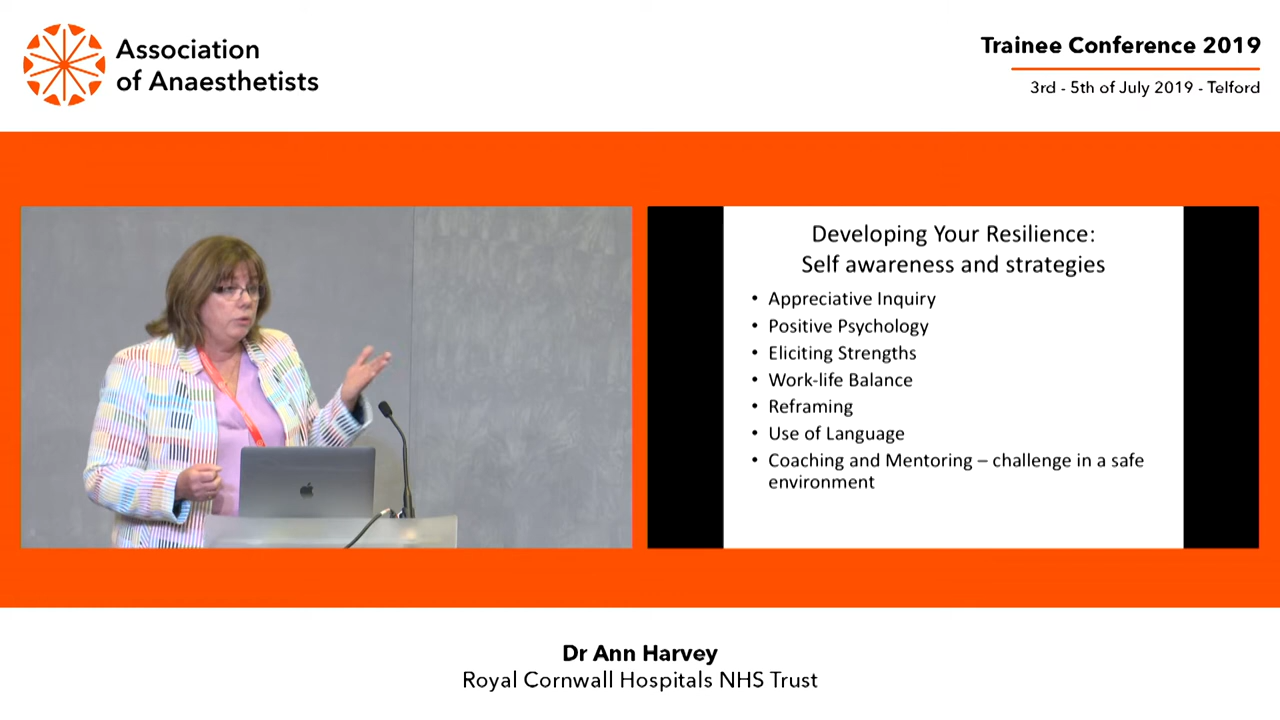 Association
of Anaesthetists
Trainee Conference 2019
3rd - 5th of July 2019 - Telford
Developing Your Resilience:
Self awareness and strategies
• Appreciative Inquiry
• Positive Psychology
• Eliciting Strengths
• Work-life Balance
• Reframing
• Use of Language
• Coaching and Mentoring – challenge in a safe
environment
Dr Ann Harvey
Royal Cornwall Hospitals NHS Trust